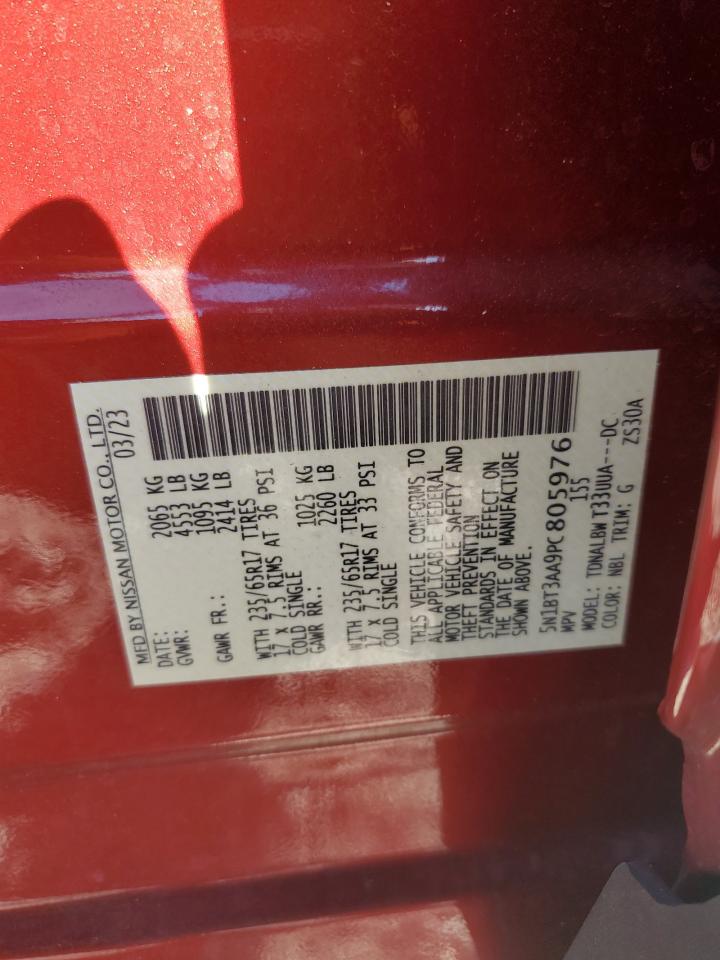 MFD BY NISSAN MOTOR CO., LTD.
DATE: 03/23
GVWR: 2065 KG
4553 LB
GAWR FR.: 1095 KG
2414 LB
WITH 235/65R17 TIRES
17 X 7.5 RIMS AT 36 PSI
COLD SINGLE
GAWR RR.: 1025 KG
2260 LB
WITH 235/65R17 TIRES
17 X 7.5 RIMS AT 33 PSI
COLD SINGLE
THIS VEHICLE CONFORMS TO
ALL APPLICABLE FEDERAL
MOTOR VEHICLE SAFETY AND
THEFT PREVENTION
STANDARDS IN EFFECT ON
THE DATE OF MANUFACTURE
SHOWN ABOVE.
5N1BT3AA9PC805976
MPV 155
MODEL: TDNALBW T33UUA---DC
COLOR: NBL TRIM: G ZS30A